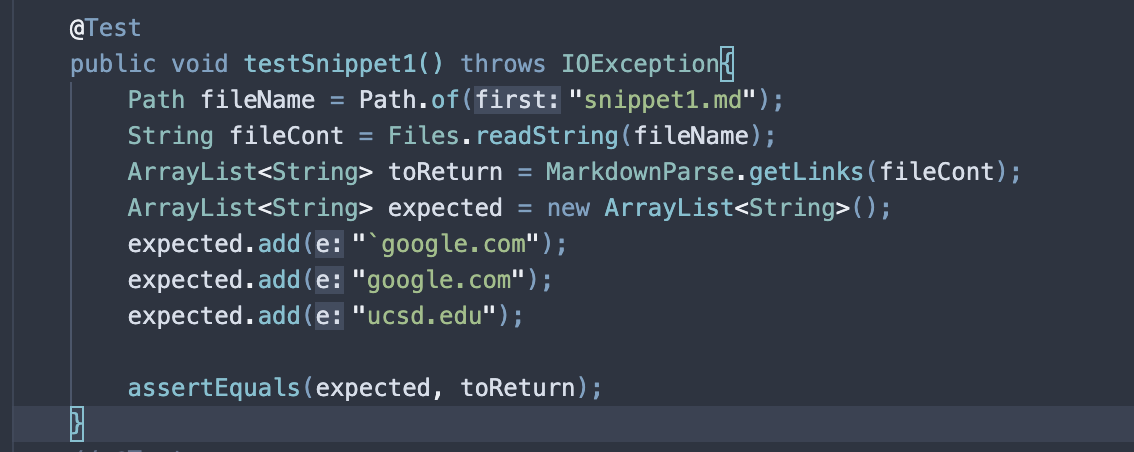 @Test
public void testSnippet1() throws IOException{
Path fileName = Path.of(first: "snippet1.md");
String fileCont = Files.readString(fileName);
ArrayList<String> toReturn = MarkdownParse.getLinks(fileCont);
ArrayList<String> expected = new ArrayList<String>();
expected.add(e: "`google.com");
expected.add(e: "google.com");
expected.add(e: "ucsd.edu");
assertEquals(expected, toReturn);
}